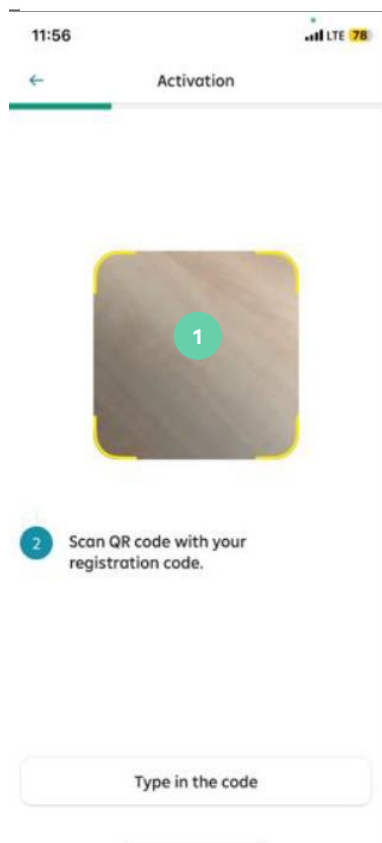 11:56
LTE 78
Activation
1
2
Scan QR code with your
registration code.
Type in the code